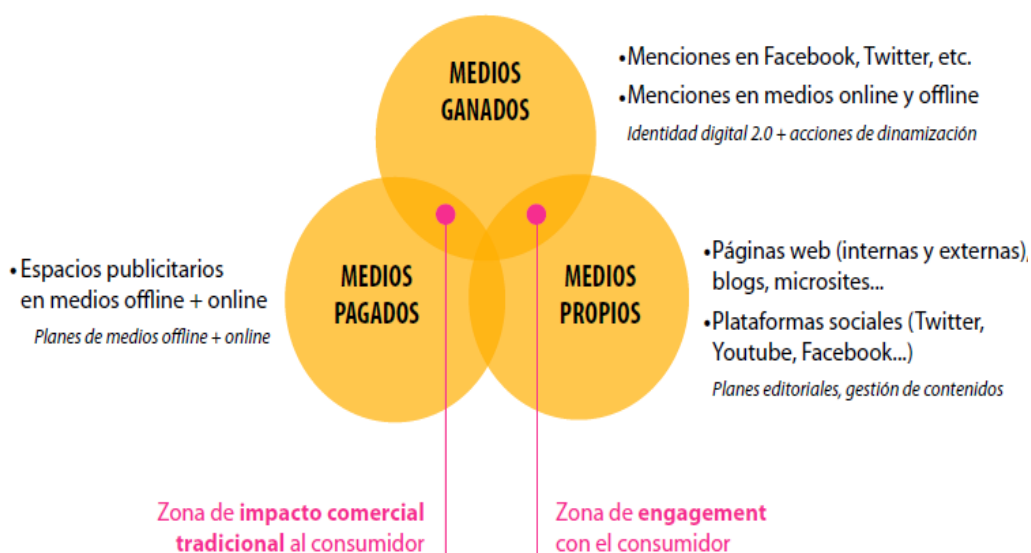 MEDIOS
GANADOS
•Menciones en Facebook, Twitter, etc.
•Menciones en medios online y offline
Identidad digital 2.0 + acciones de dinamización
•Espacios publicitarios
en medios offline + online
Planes de medios offline + online
MEDIOS
PAGADOS
MEDIOS
PROPIOS
•Páginas web (internas y externas),
blogs, microsites...
•Plataformas sociales (Twitter,
Youtube, Facebook...)
Planes editoriales, gestión de contenidos
Zona de impacto comercial
tradicional al consumidor
Zona de engagement
con el consumidor